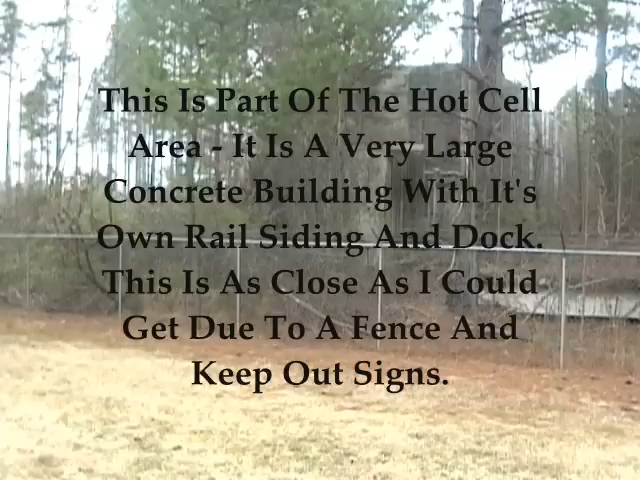 This Is Part Of The Hot Cell
Area - It Is A Very Large
Concrete Building With It's
Own Rail Siding And Dock.
This Is As Close As I Could
Get Due To A Fence And
Keep Out Signs.